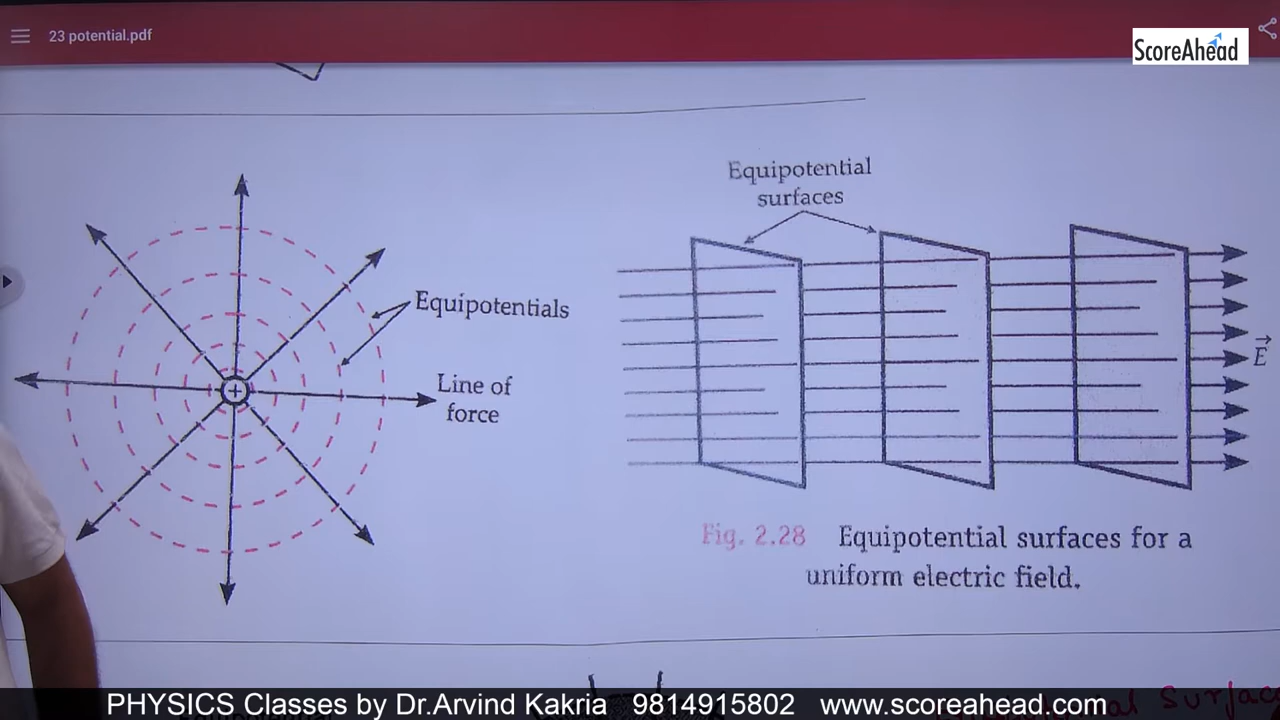 23 potential.pdf
ScoreAhead
Equipotential
surfaces
Equipotentials
Line of
force
+
E
Fig. 2.28 Equipotential surfaces for a
uniform electric field.
PHYSICS Classes by Dr.Arvind Kakria 9814915802 www.scoreahead.com